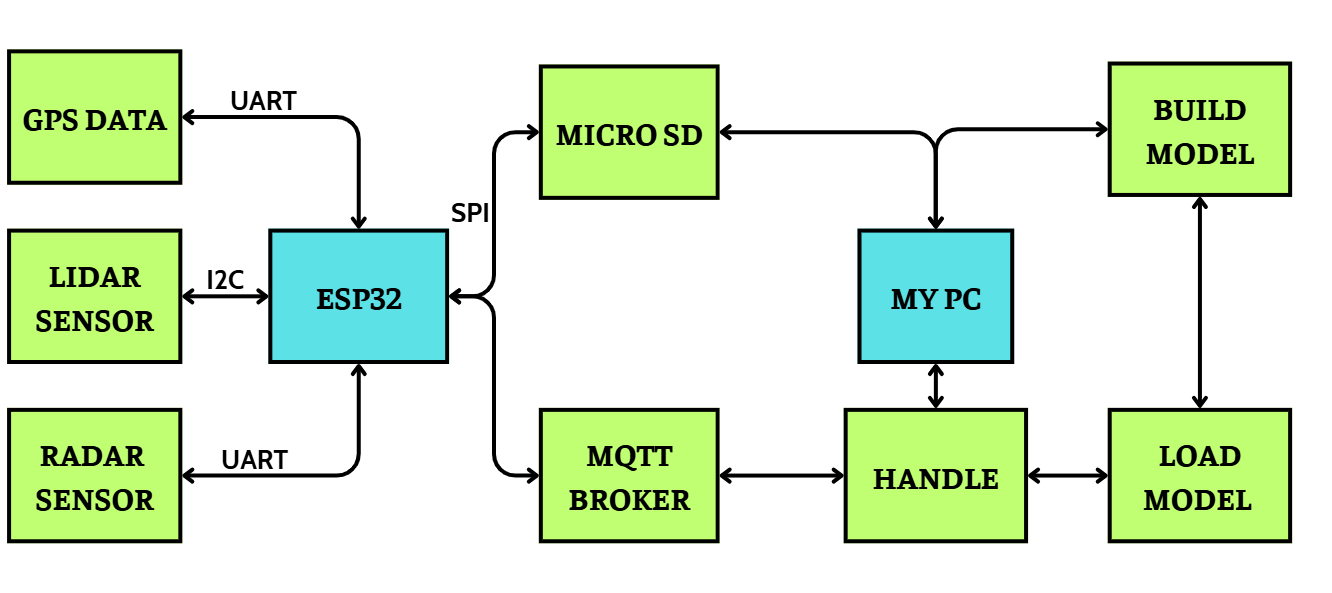 GPS DATA
UART
LIDAR
SENSOR
I2C
RADAR
SENSOR
UART
ESP32
SPI
MICRO SD
MQTT
BROKER
MY PC
HANDLE
BUILD
MODEL
LOAD
MODEL